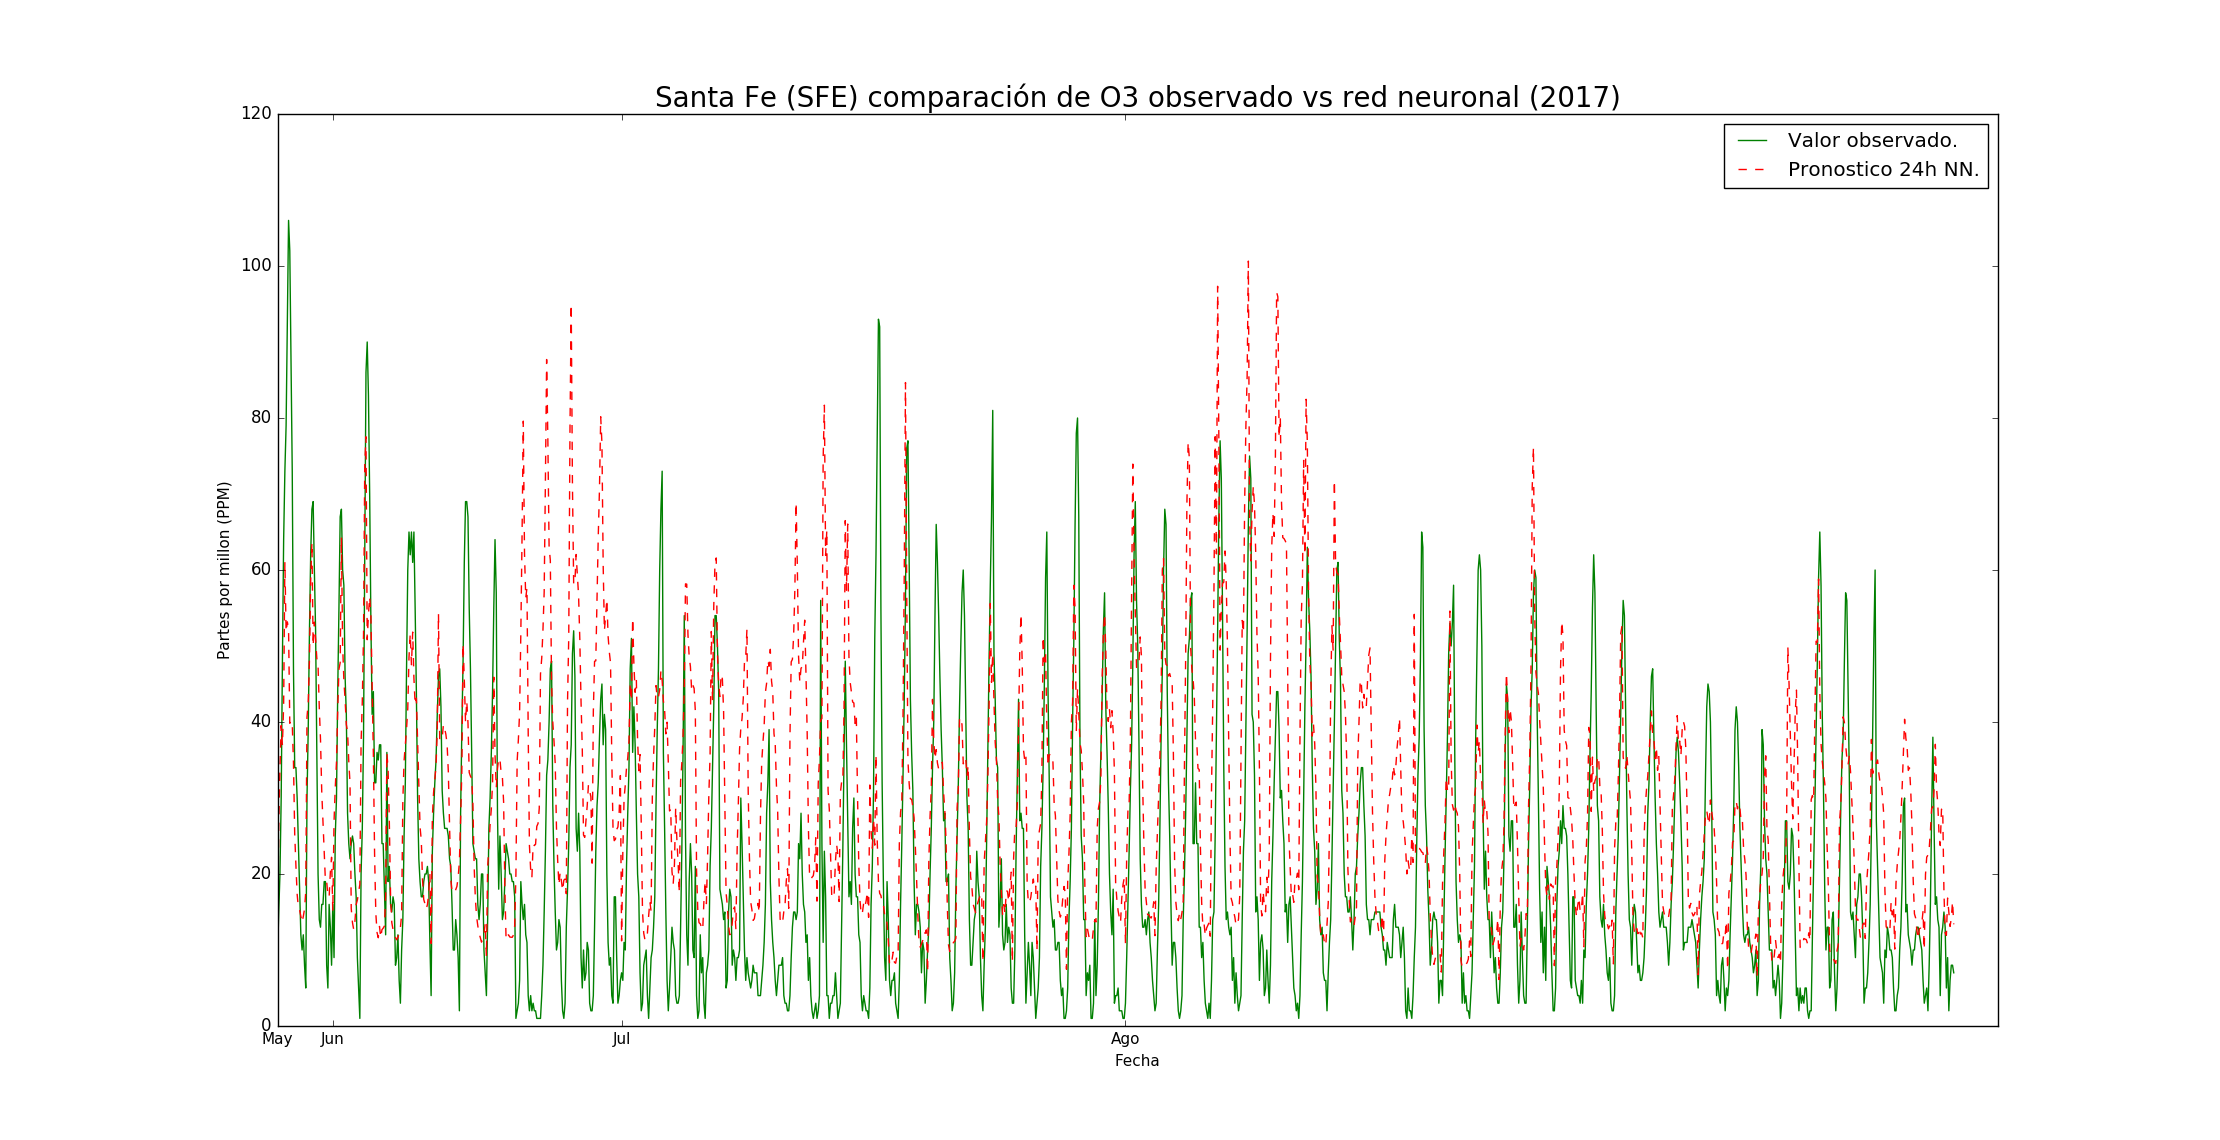 Santa Fe (SFE) comparación de O3 observado vs red neuronal (2017)
Valor observado.
Pronostico 24h NN.
Partes por millon (PPM)
120
100
80
60
40
20
0
May Jun Jul Ago
Fecha